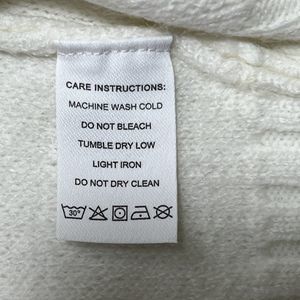 CARE INSTRUCTIONS:
MACHINE WASH COLD
DO NOT BLEACH
TUMBLE DRY LOW
LIGHT IRON
DO NOT DRY CLEAN
30°